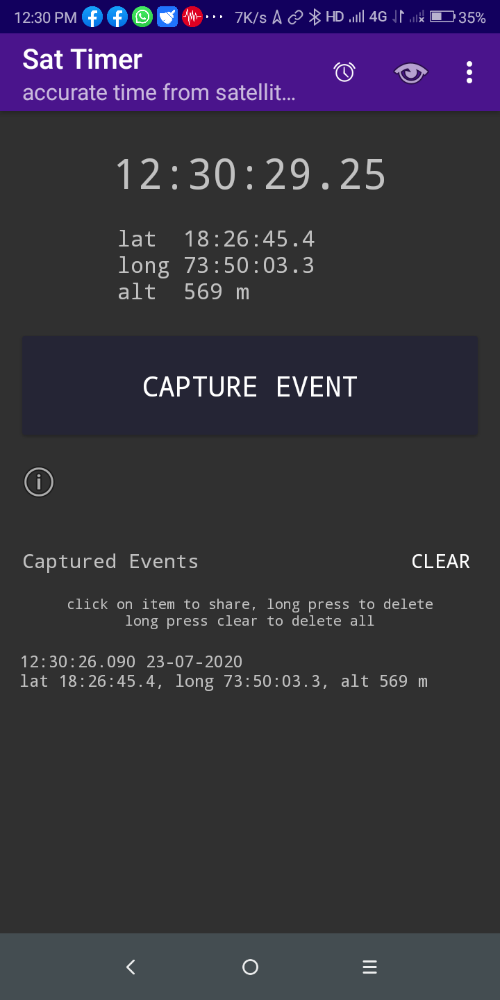 12:30 PM 7K/s HD 4G 35%
Sat Timer
accurate time from satellit...
12:30:29.25
lat 18:26:45.4
long 73:50:03.3
alt 569 m
CAPTURE EVENT
Captured Events CLEAR
click on item to share, long press to delete
long press clear to delete all
12:30:26.090 23-07-2020
lat 18:26:45.4, long 73:50:03.3, alt 569 m